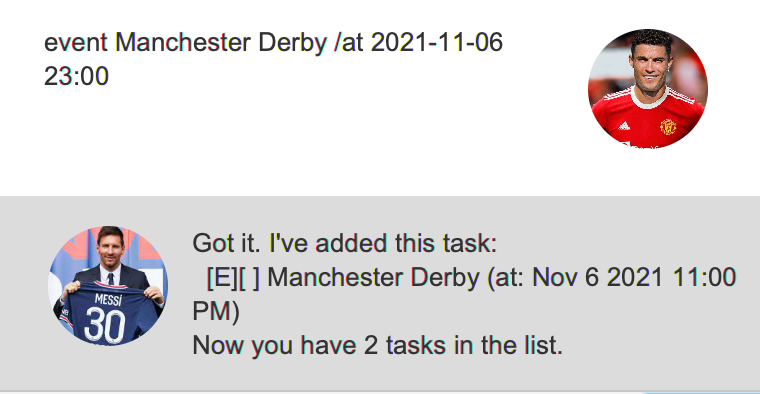 event Manchester Derby /at 2021-11-06
23:00
Got it. I've added this task:
[E][ ] Manchester Derby (at: Nov 6 2021 11:00
PM)
Now you have 2 tasks in the list.
MESSI
30